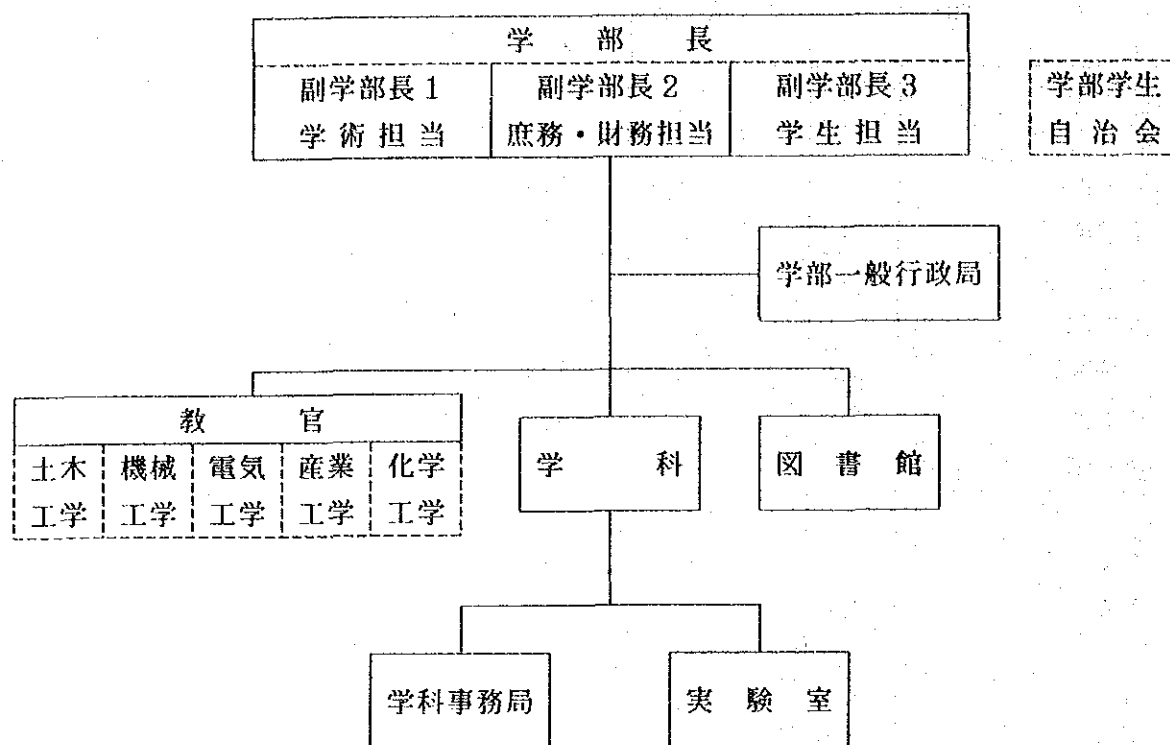 学部長
副学部長1
学術担当
副学部長2
庶務・財務担当
副学部長3
学生担当
学部学生
自治会
学部一般行政局
教官
土木
工学
機械
工学
電気
工学
産業
工学
化学
工学
学科
図書館
学科事務局
実験室